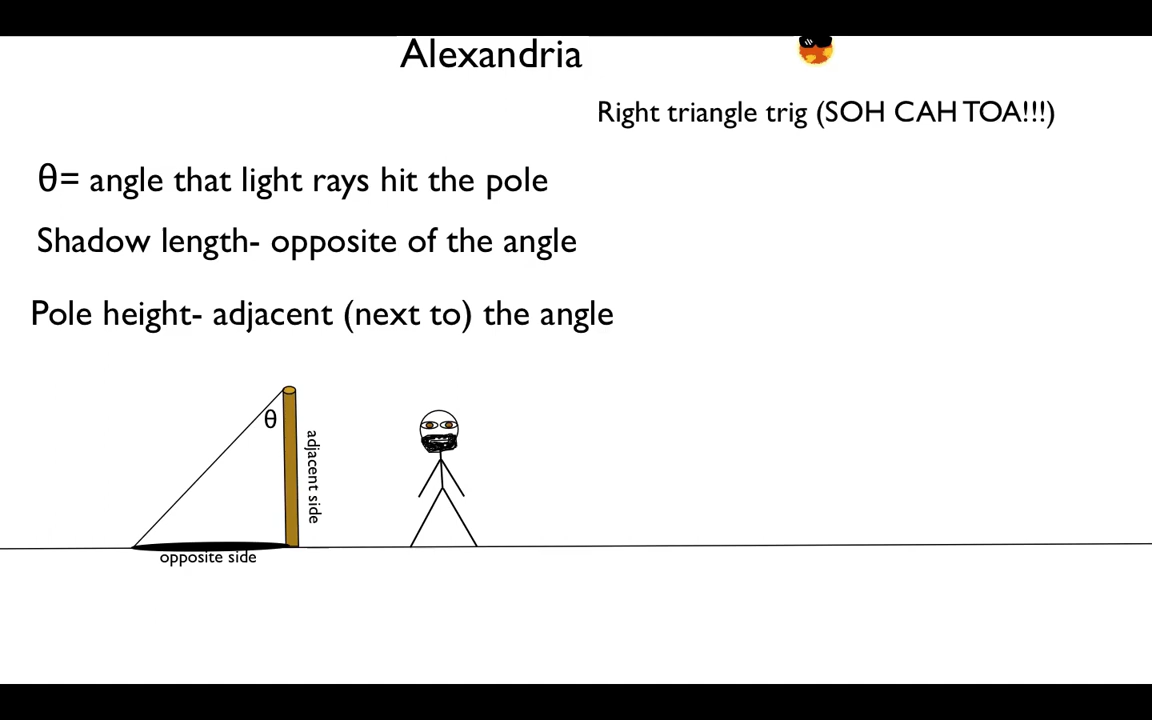 Alexandria
Right triangle trig (SOH CAH TOA!!!)
θ= angle that light rays hit the pole
Shadow length- opposite of the angle
Pole height- adjacent (next to) the angle
θ
adjacent side
opposite side